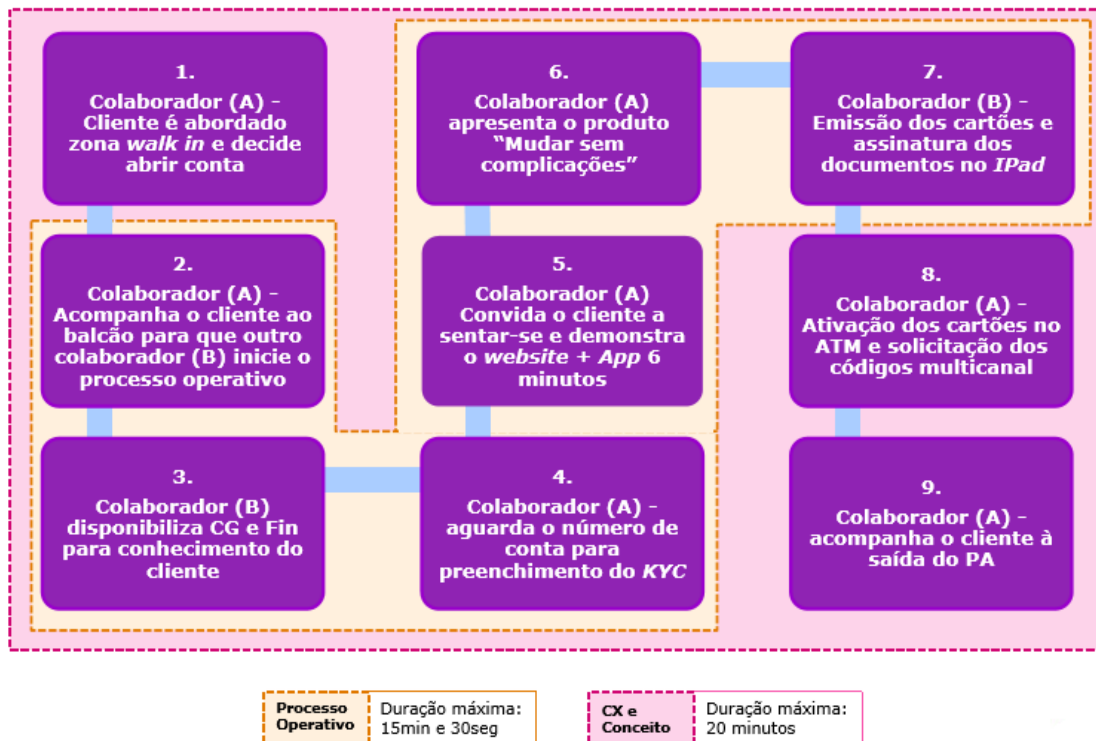 1.
Colaborador (A) -
Cliente é abordado
zona walk in e decide
abrir conta
2.
Colaborador (A) -
Acompanha o cliente ao
balcão para que outro
colaborador (B) inicie o
processo operativo
3.
Colaborador (B)
disponibiliza CG e Fin
para conhecimento do
cliente
4.
Colaborador (A) -
aguarda o número de
conta para
preenchimento do KYC
5.
Colaborador (A)
Convida o cliente a
sentar-se e demonstra
o website + App 6
minutos
6.
Colaborador (A)
apresenta o produto
“Mudar sem
complicações”
7.
Colaborador (B) -
Emissão dos cartões e
assinatura dos
documentos no IPad
8.
Colaborador (A) -
Ativação dos cartões no
ATM e solicitação dos
códigos multicanal
9.
Colaborador (A) -
acompanha o cliente à
saída do PA
Processo
Operativo
Duração máxima:
15min e 30seg
CX e
Conceito
Duração máxima:
20 minutos